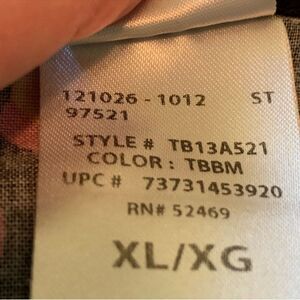 121026 - 1012 ST
97521
STYLE # TB13A521
COLOR : TBBM
UPC # 73731453920
RN# 52469
XL/XG